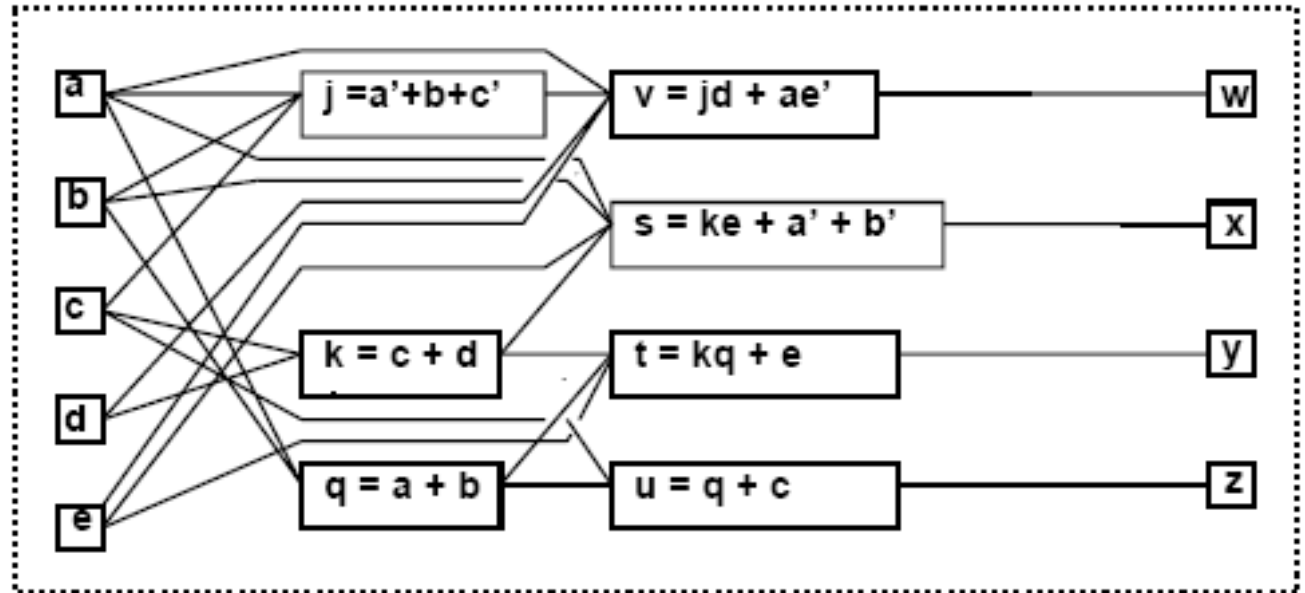 a
j =a’+b+c’
v = jd + ae’
w
b
s = ke + a’ + b’
x
c
k = c + d
t = kq + e
y
d
q = a + b
u = q + c
z
e